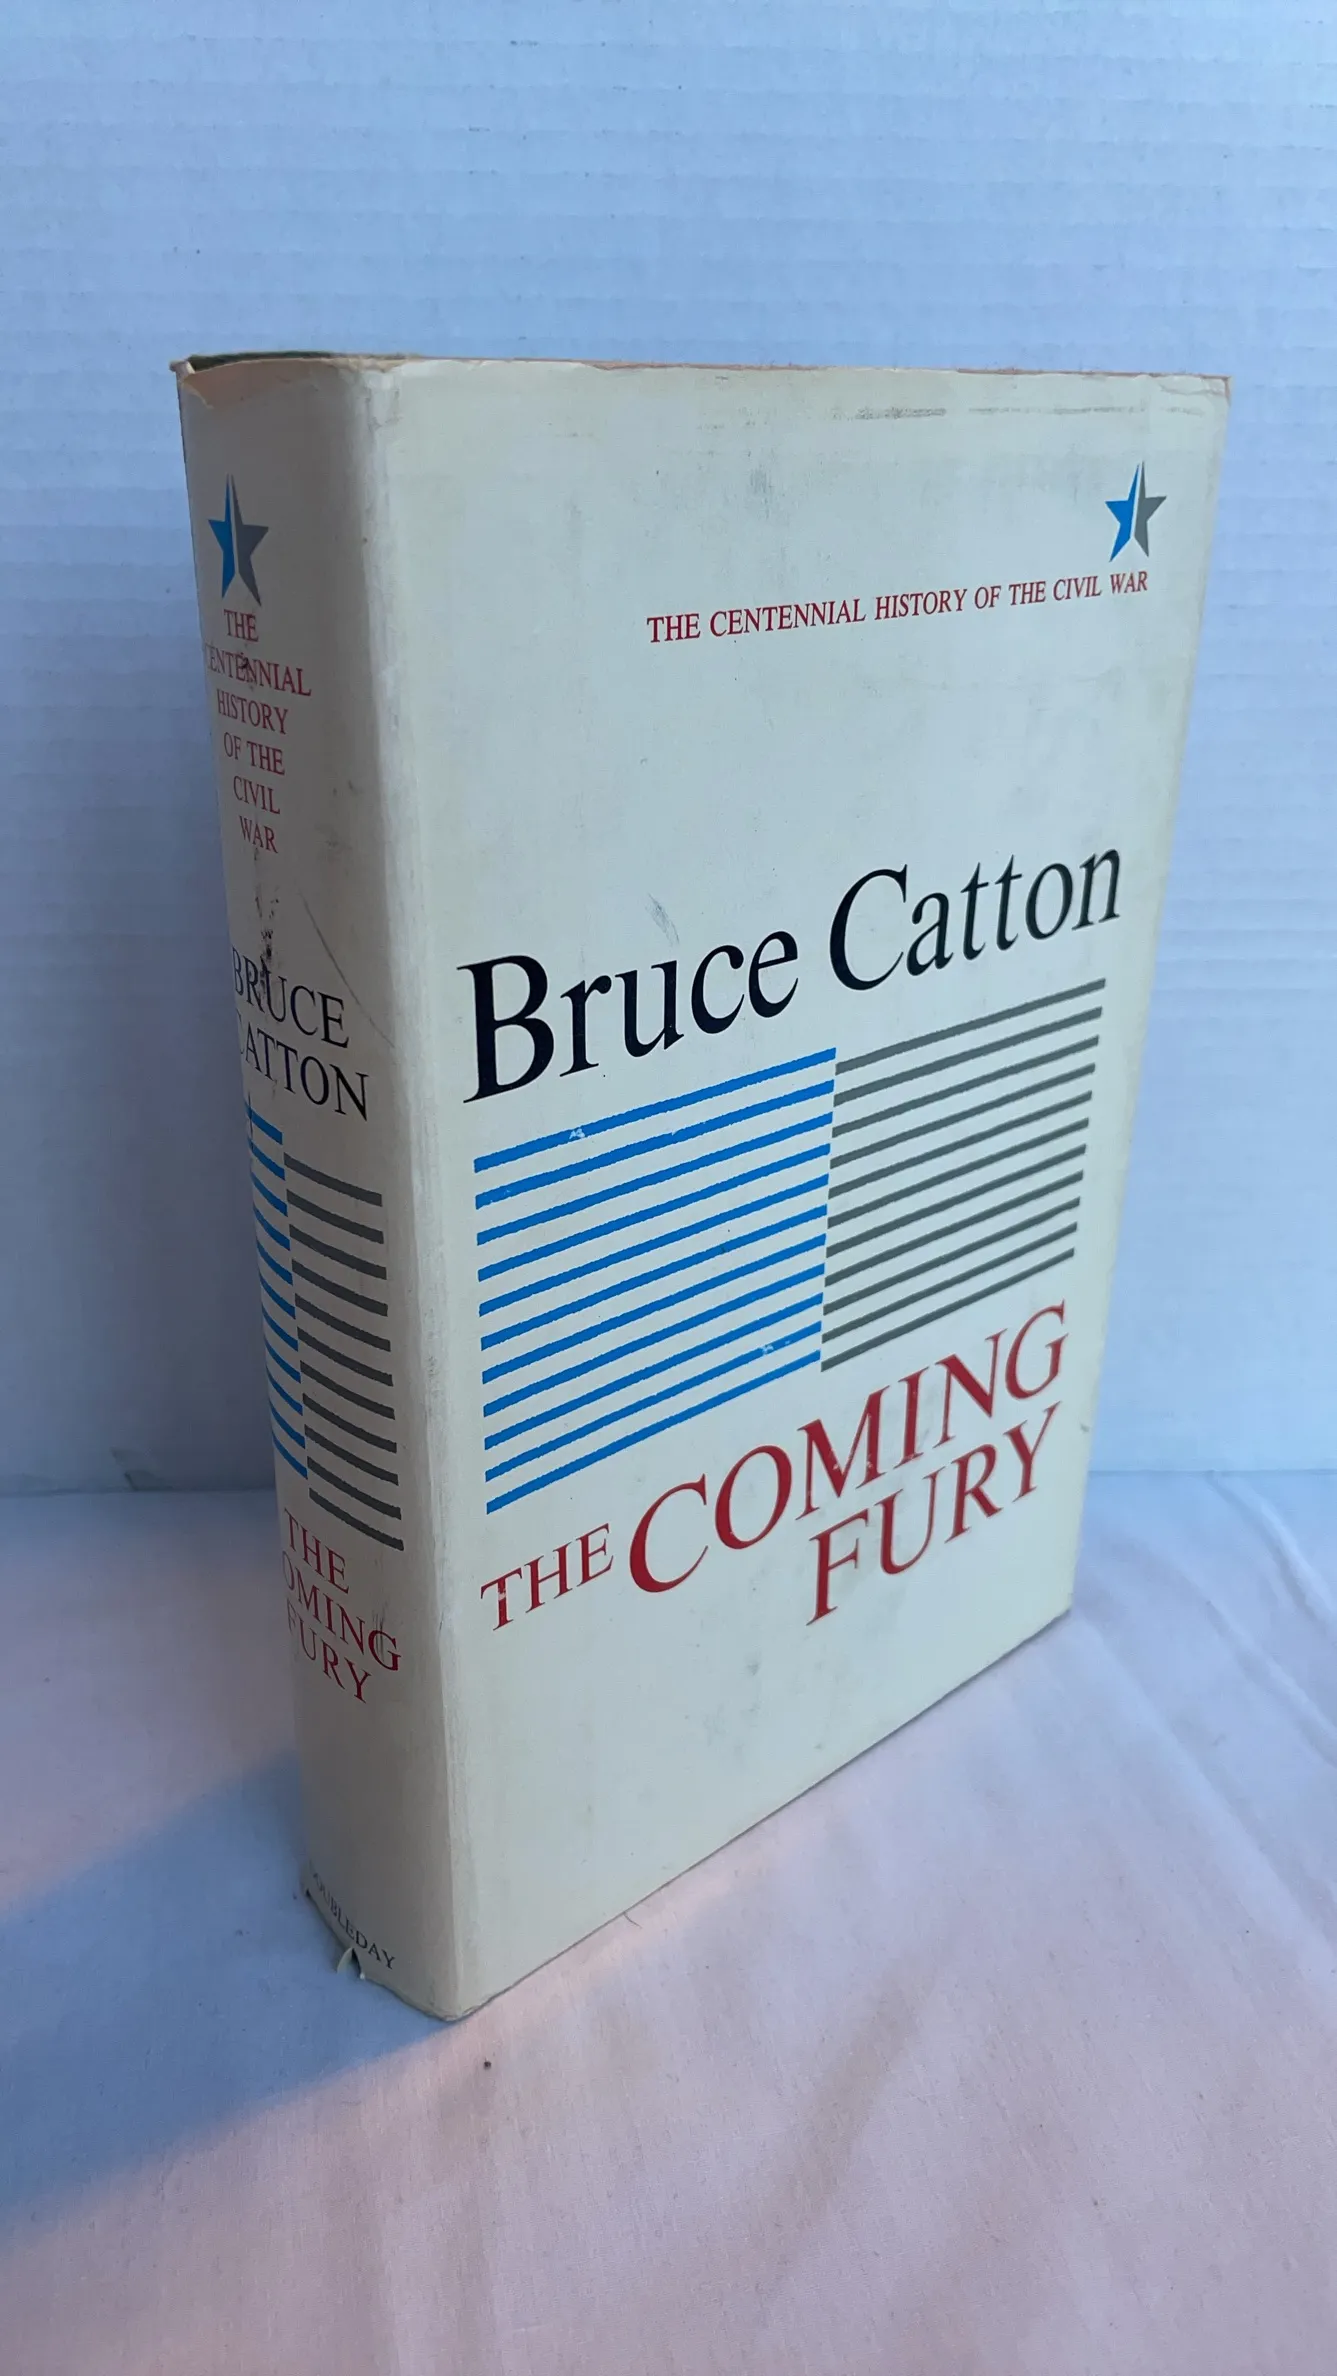 THE CENTENNIAL HISTORY OF THE CIVIL WAR
Bruce Catton
THE COMING
FURY
THE
CENTENNIAL
HISTORY
OF THE
CIVIL
WAR
BRUCE
CATTON
THE
COMING
FURY
DOUBLEDAY